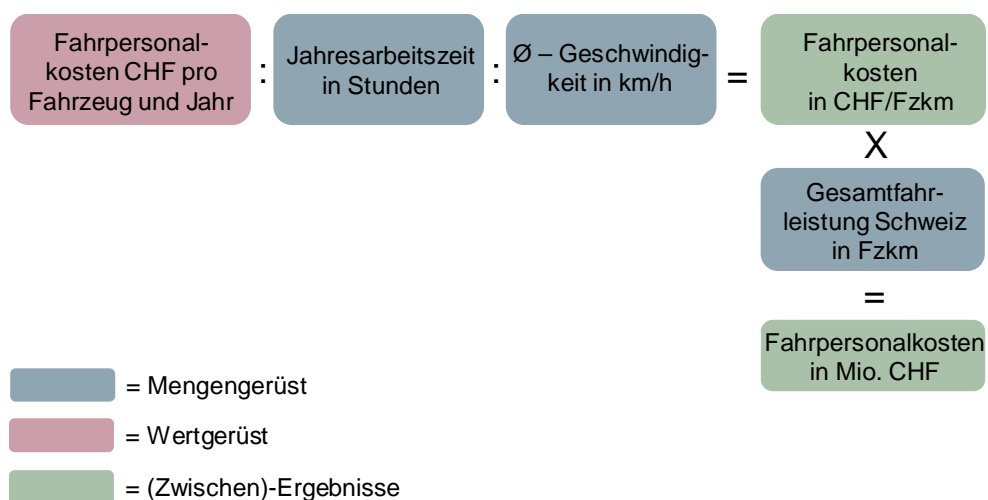 Fahrpersonal-
kosten CHF pro
Fahrzeug und Jahr
:
Jahresarbeitszeit
in Stunden
:
Ø – Geschwindig-
keit in km/h
=
Fahrpersonal-
kosten
in CHF/Fzkm
X
Gesamtfahr-
leistung Schweiz
in Fzkm
=
Fahrpersonalkosten
in Mio. CHF
= Mengengerüst
= Wertgerüst
= (Zwischen)-Ergebnisse